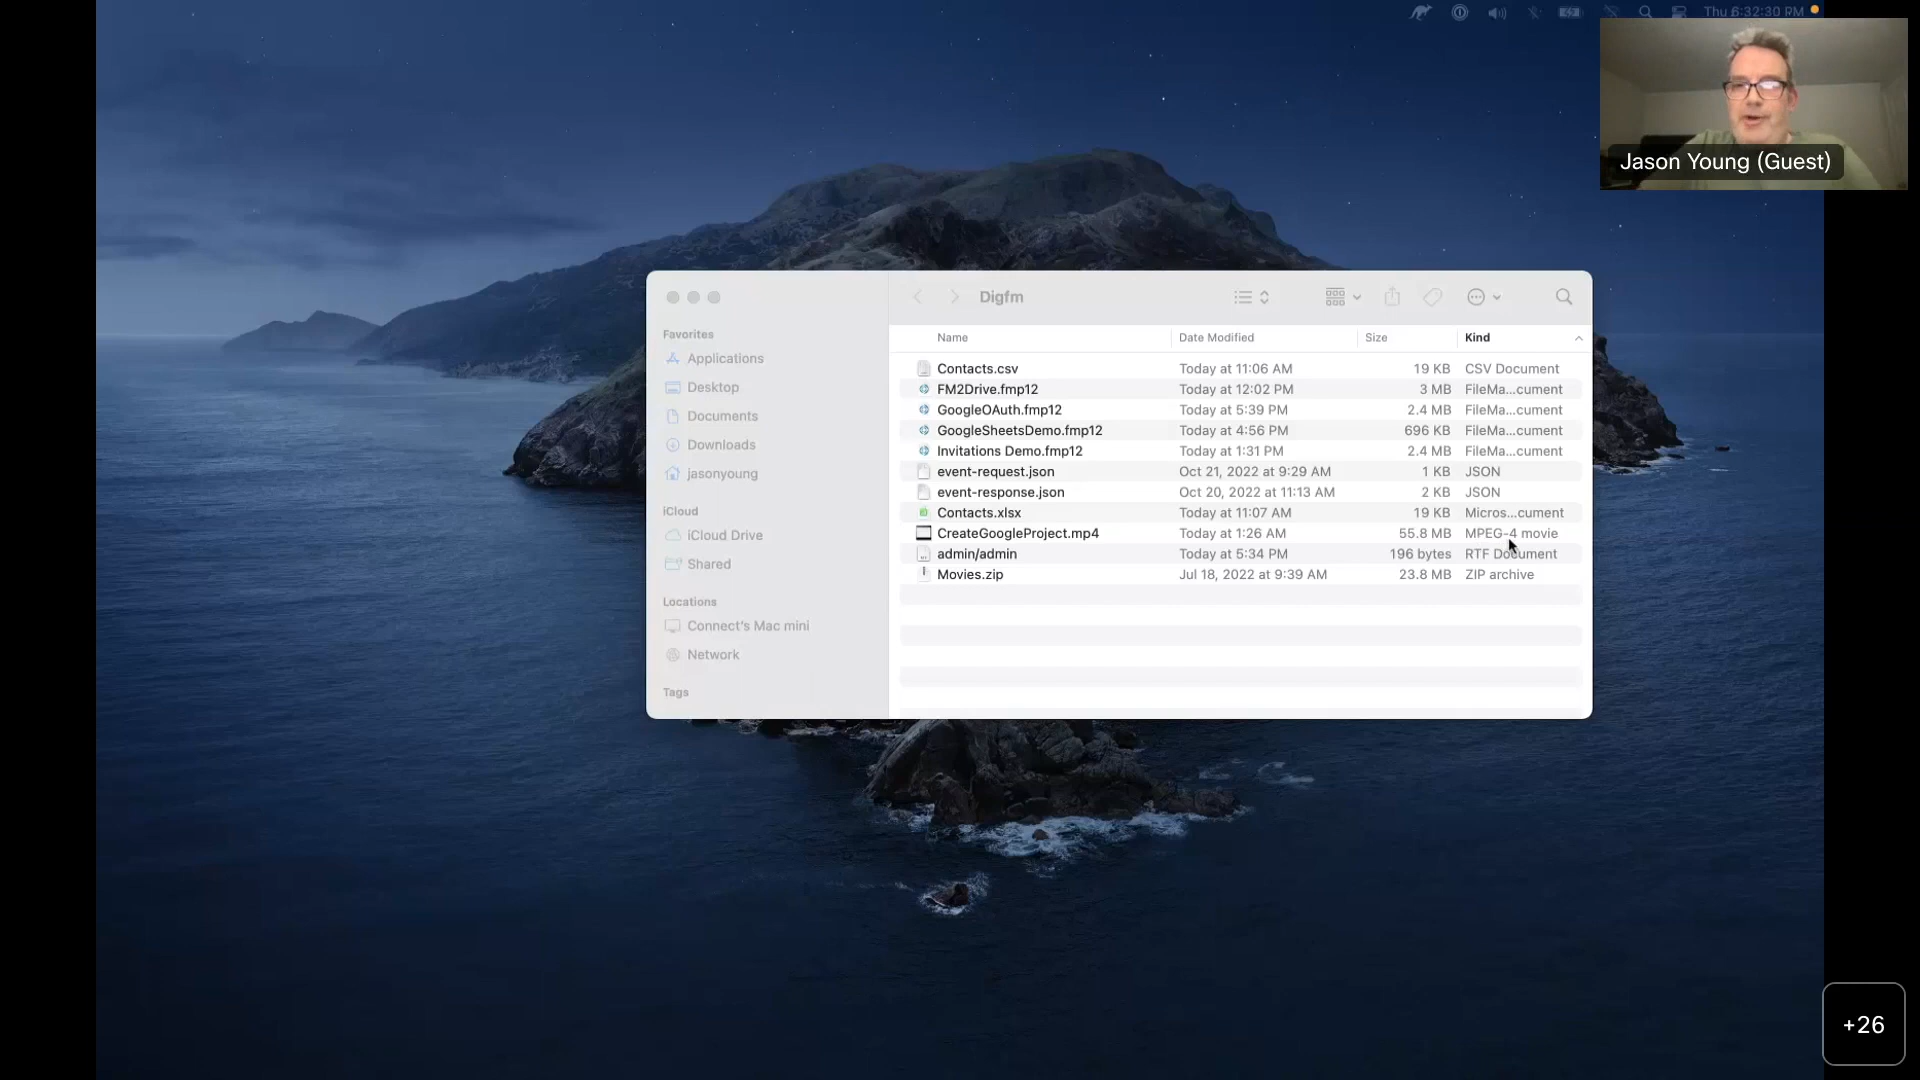 Thu 6:32:30 PM
Jason Young (Guest)
Digfm
Favorites
Applications
Desktop
Documents
Downloads
jasonyoung
iCloud
iCloud Drive
Shared
Locations
Connect's Mac mini
Network
Tags
Name Date Modified Size Kind
Contacts.csv Today at 11:06 AM 19 KB CSV Document
FM2Drive.fmp12 Today at 12:02 PM 3 MB FileMa...cument
GoogleOAuth.fmp12 Today at 5:39 PM 2.4 MB FileMa...cument
GoogleSheetsDemo.fmp12 Today at 4:56 PM 696 KB FileMa...cument
Invitations Demo.fmp12 Today at 1:31 PM 2.4 MB FileMa...cument
event-request.json Oct 21, 2022 at 9:29 AM 1 KB JSON
event-response.json Oct 20, 2022 at 11:13 AM 2 KB JSON
Contacts.xlsx Today at 11:07 AM 19 KB Micros...cument
CreateGoogleProject.mp4 Today at 1:26 AM 55.8 MB MPEG-4 movie
admin/admin Today at 5:34 PM 196 bytes RTF Document
Movies.zip Jul 18, 2022 at 9:39 AM 23.8 MB ZIP archive
+26